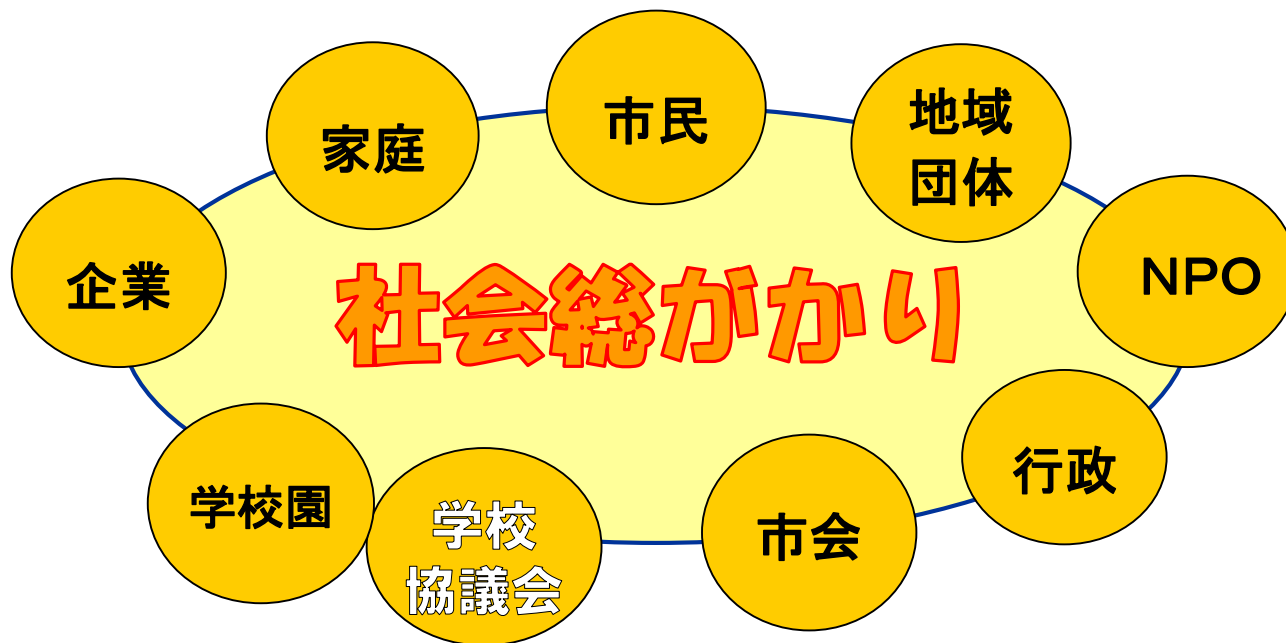 市民
家庭
地域
団体
企業
NPO
社会総がかり
行政
学校園
学校
協議会
市会